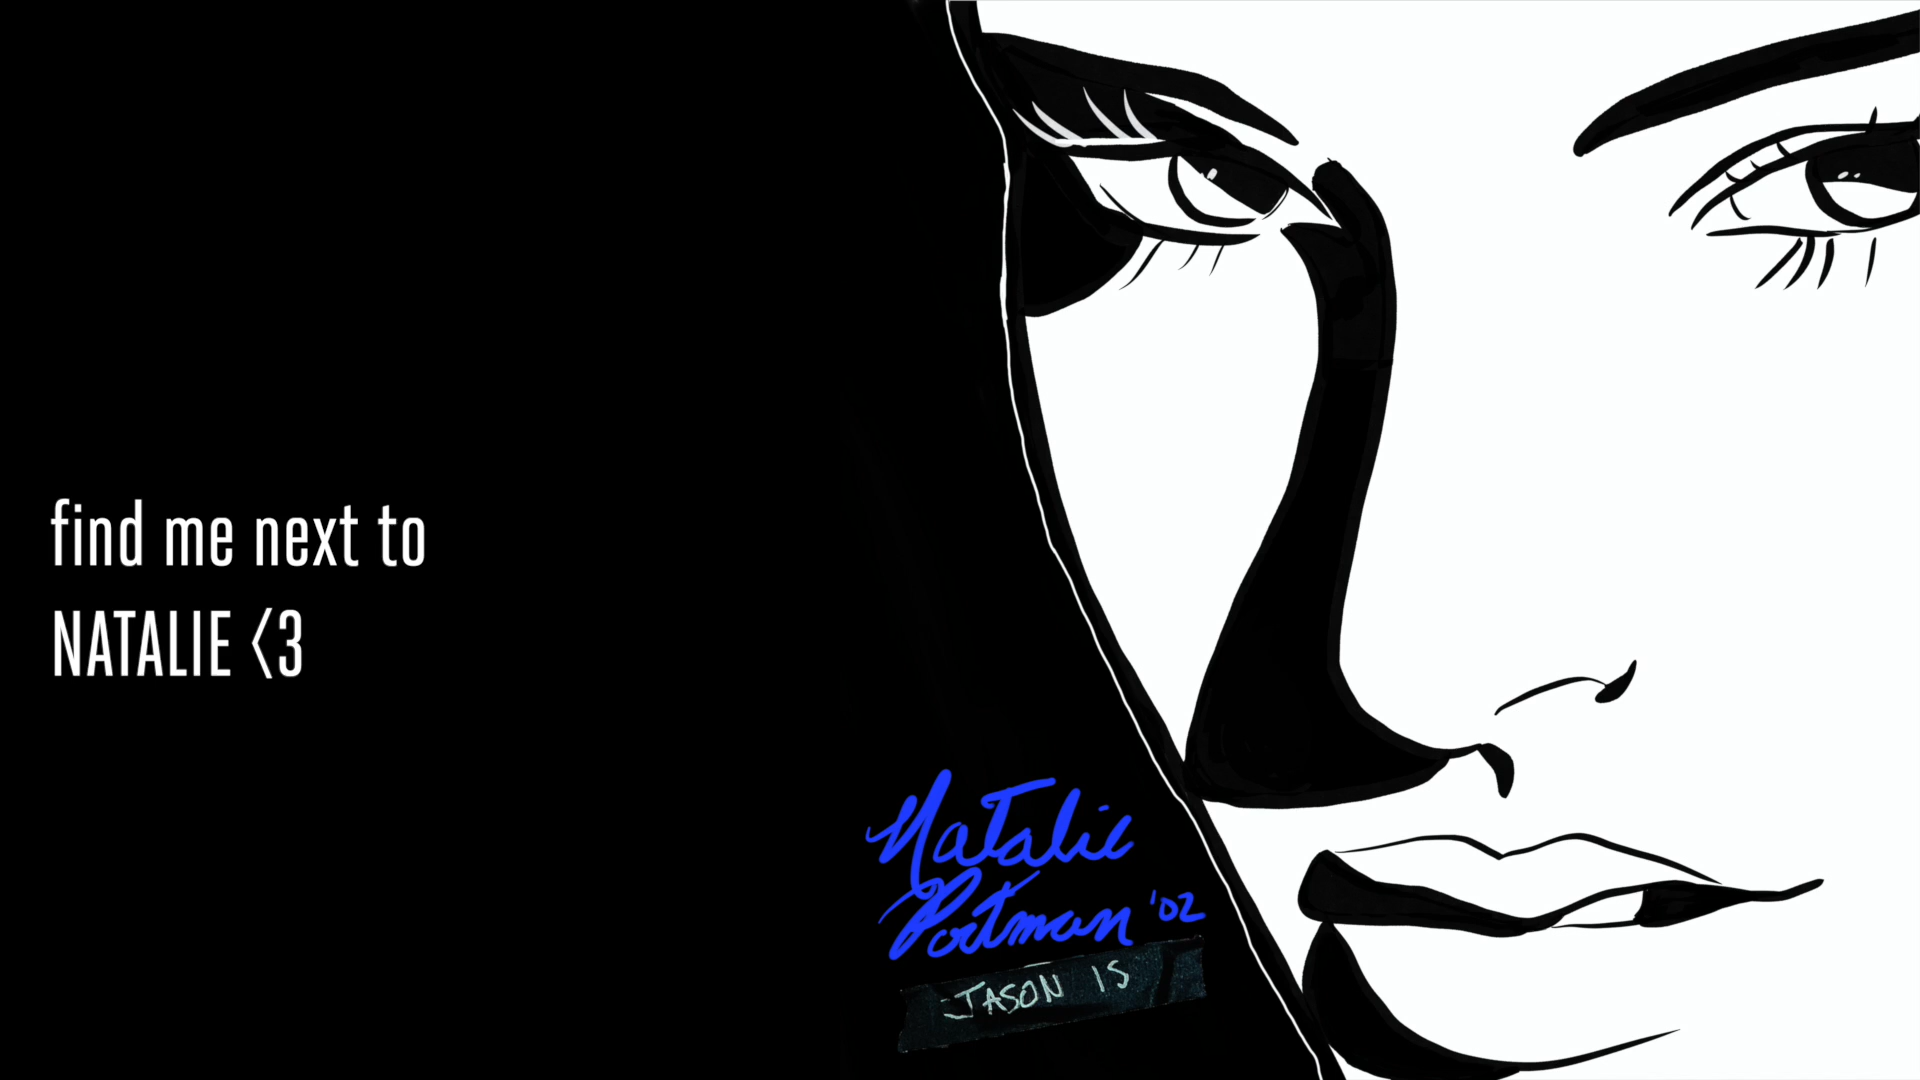 find me next to
NATALIE <3
Natalie
Portman '02
JASON IS